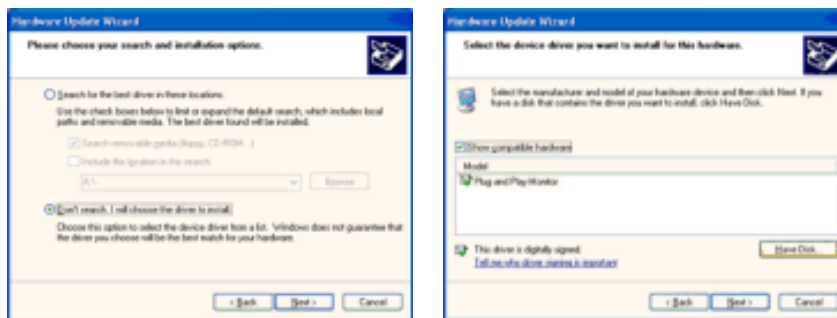 Hardware Update Wizard
Please choose your search and installation options.
Search for the best driver in these locations.
Use the check boxes below to limit or expand the default search, which includes local
paths and removable media. The best driver found will be installed.
Search removable media (floppy, CD-ROM...)
Include this location in the search:
A:\
Browse
Don't search. I will choose the driver to install.
Choose this option to select the device driver from a list. Windows does not guarantee that
the driver you choose will be the best match for your hardware.
< Back
Next >
Cancel
Hardware Update Wizard
Select the device driver you want to install for this hardware.
Select the manufacturer and model of your hardware device and then click Next. If you
have a disk that contains the driver you want to install, click Have Disk.
Show compatible hardware
Model
Plug and Play Monitor
This driver is digitally signed.
Tell me why driver signing is important
Have Disk...
< Back
Next >
Cancel